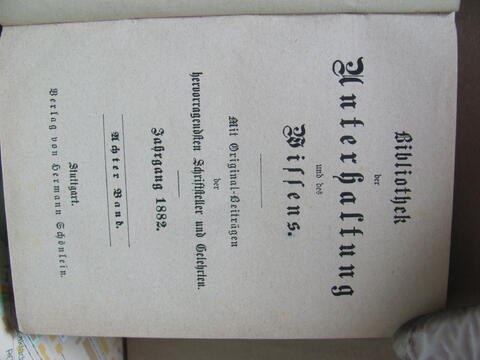 Bibliothek
der
Unterhaltung
und des
Wissens.
Mit Original-Beiträgen
der
hervorragendsten Schriftsteller und Gelehrten.
Jahrgang 1882.
Achter Band.
Stuttgart.
Verlag von Hermann Schönlein.